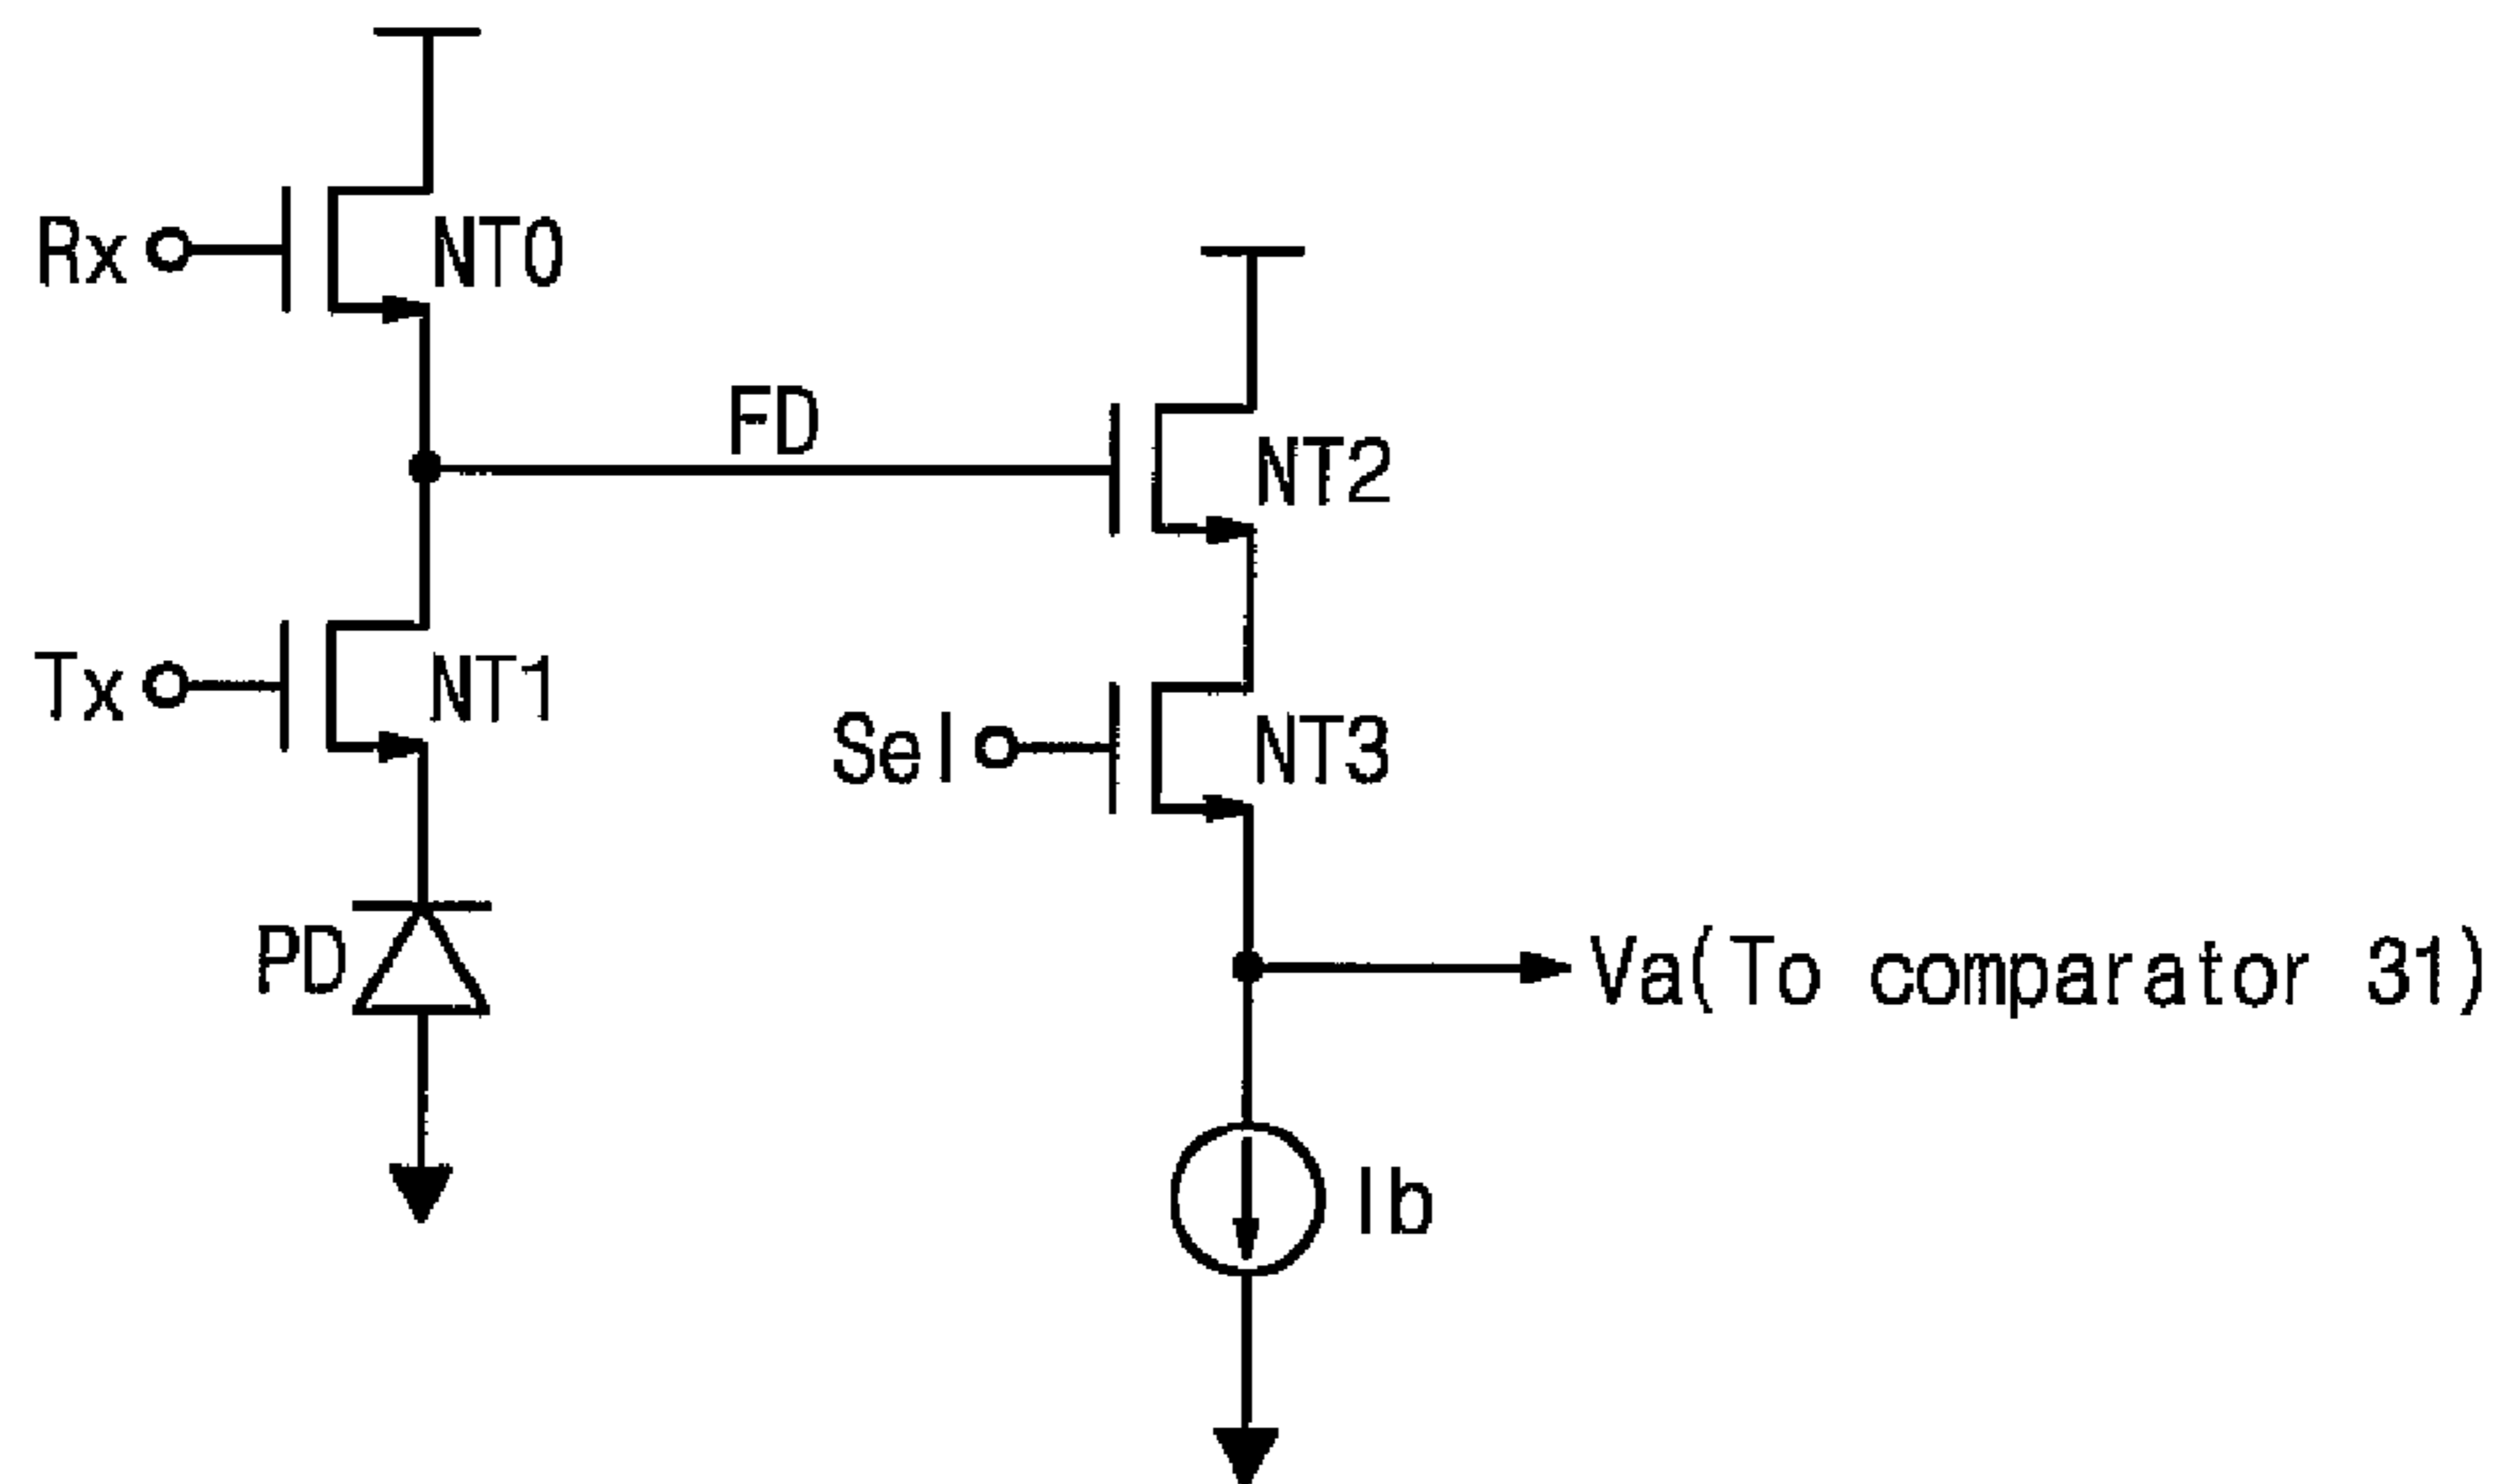 Rx
NT0
FD
NT2
Tx
NT1
Sel
NT3
PD
Va(To comparator 31)
Ib